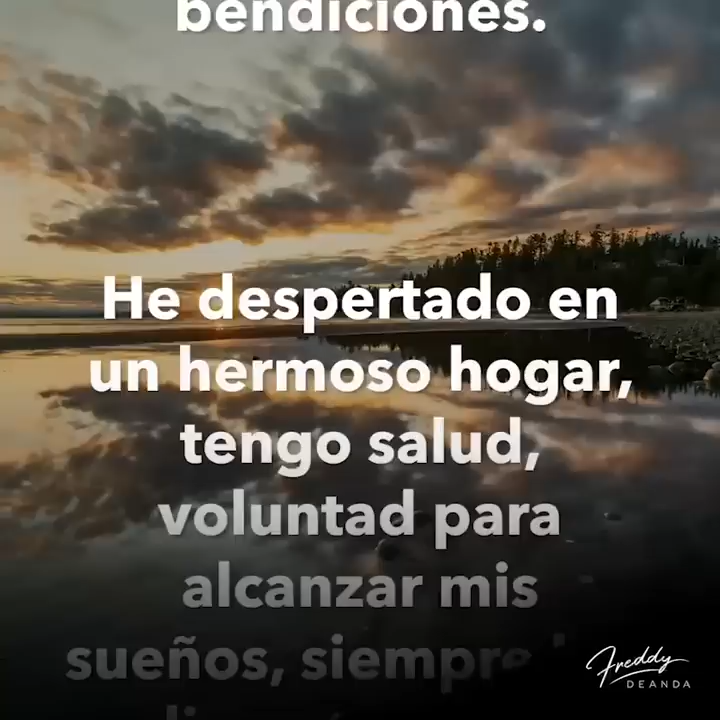 bendiciones.
He despertado en
un hermoso hogar,
tengo salud,
voluntad para
alcanzar mis
sueños, siempre
Freddy
DEANDA